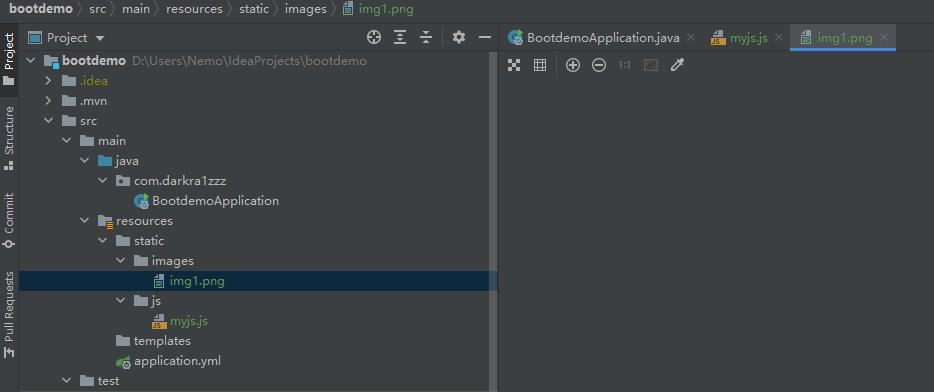 bootdemo › src › main › resources › static › images › img1.png
Project
Project
BootdemoApplication.java
myjs.js
img1.png
bootdemo D:\Users\Nemo\IdeaProjects\bootdemo
1:1
.idea
.mvn
Structure
src
main
java
com.darkra1zzz
Commit
BootdemoApplication
resources
static
images
img1.png
Pull Requests
js
myjs.js
templates
application.yml
test